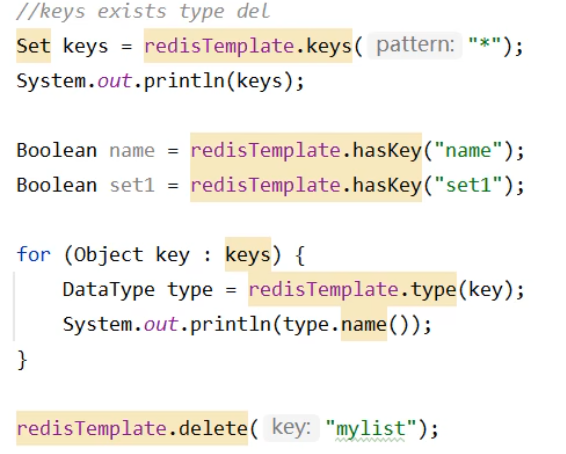 //keys exists type del
Set keys = redisTemplate.keys( pattern: "*");
System.out.println(keys);
Boolean name = redisTemplate.hasKey("name");
Boolean set1 = redisTemplate.hasKey("set1");
for (Object key : keys) {
    DataType type = redisTemplate.type(key);
    System.out.println(type.name());
}
redisTemplate.delete( key: "mylist");